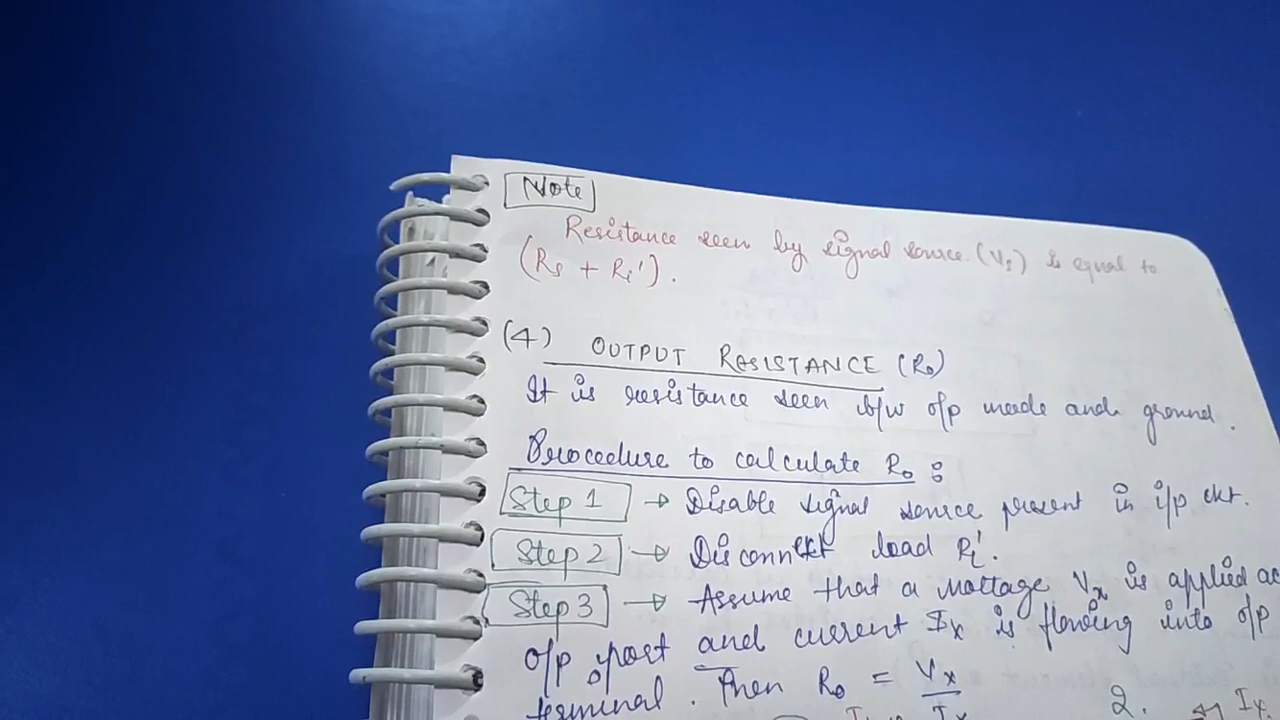 Note
Resistance seen by signal source (Vs) is equal to
(Rs + Ri').
(4) OUTPUT RESISTANCE (Ro)
It is resistance seen b/w o/p node and ground.
Procedure to calculate Ro :
Step 1 → Disable signal source present in i/p ckt.
Step 2 → Disconnect load RL'.
Step 3 → Assume that a voltage Vx is applied
o/p port and current Ix is flowing into o/p
terminal. Then Ro = Vx
Ix
2. Ix